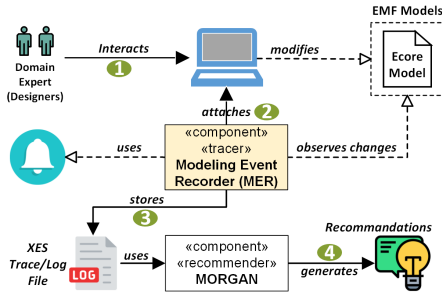 EMF Models
Interacts
modifies
1
Ecore
Model
Domain
Expert
(Designers)
attaches
2
«component»
«tracer»
Modeling Event
Recorder (MER)
uses
observes changes
stores
3
XES
Trace/Log
File
LOG
uses
«component»
«recommender»
MORGAN
4
generates
Recommandations